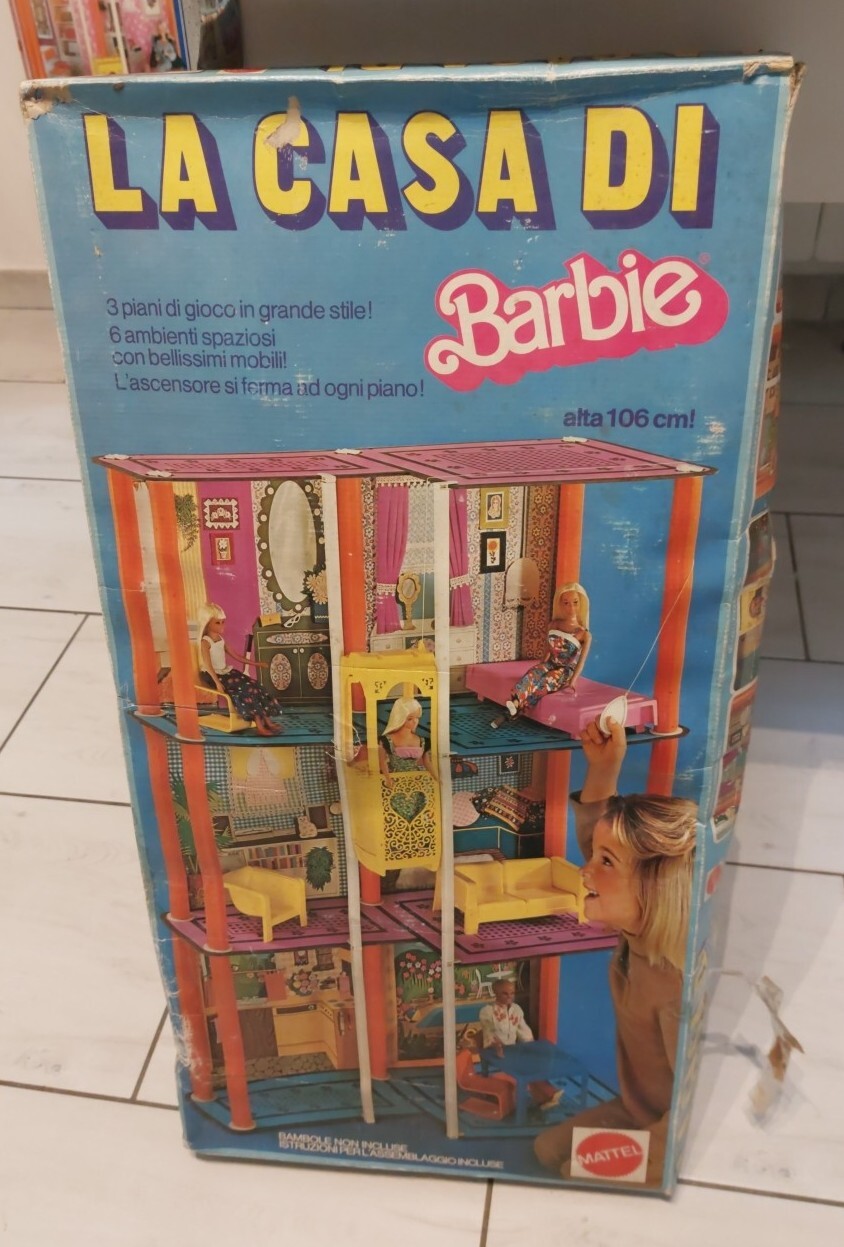 LA CASA DI
Barbie®
3 piani di gioco in grande stile!
6 ambienti spaziosi
con bellissimi mobili!
L'ascensore si ferma ad ogni piano!
alta 106 cm!
BAMBOLE NON INCLUSE
ISTRUZIONI PER L'ASSEMBLAGGIO INCLUSE
MATTEL